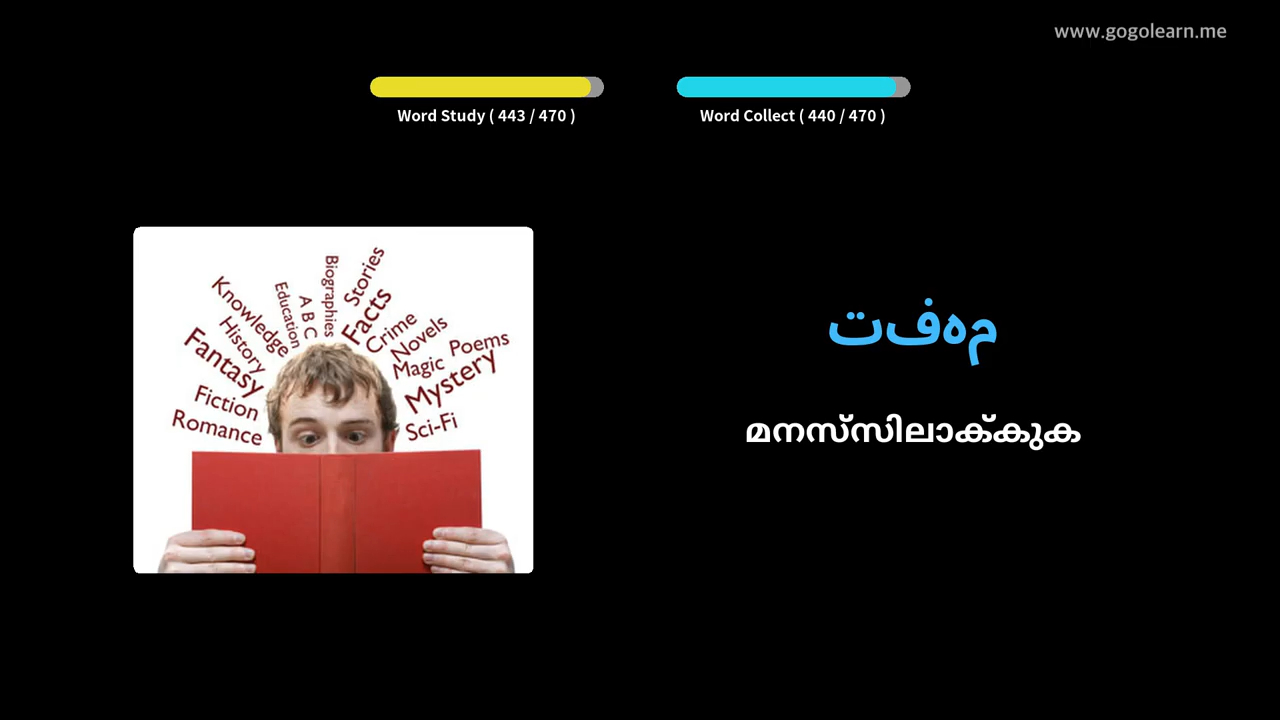 www.gogolearn.me
Word Study ( 443 / 470 )
Word Collect ( 440 / 470 )
Knowledge
Education
A B C
Biographies
Stories
Facts
History
Crime
Novels
Fantasy
Magic
Poems
Mystery
Fiction
Romance
Sci-Fi
مهفت
മനസ്‌സിലാക്‌കുക